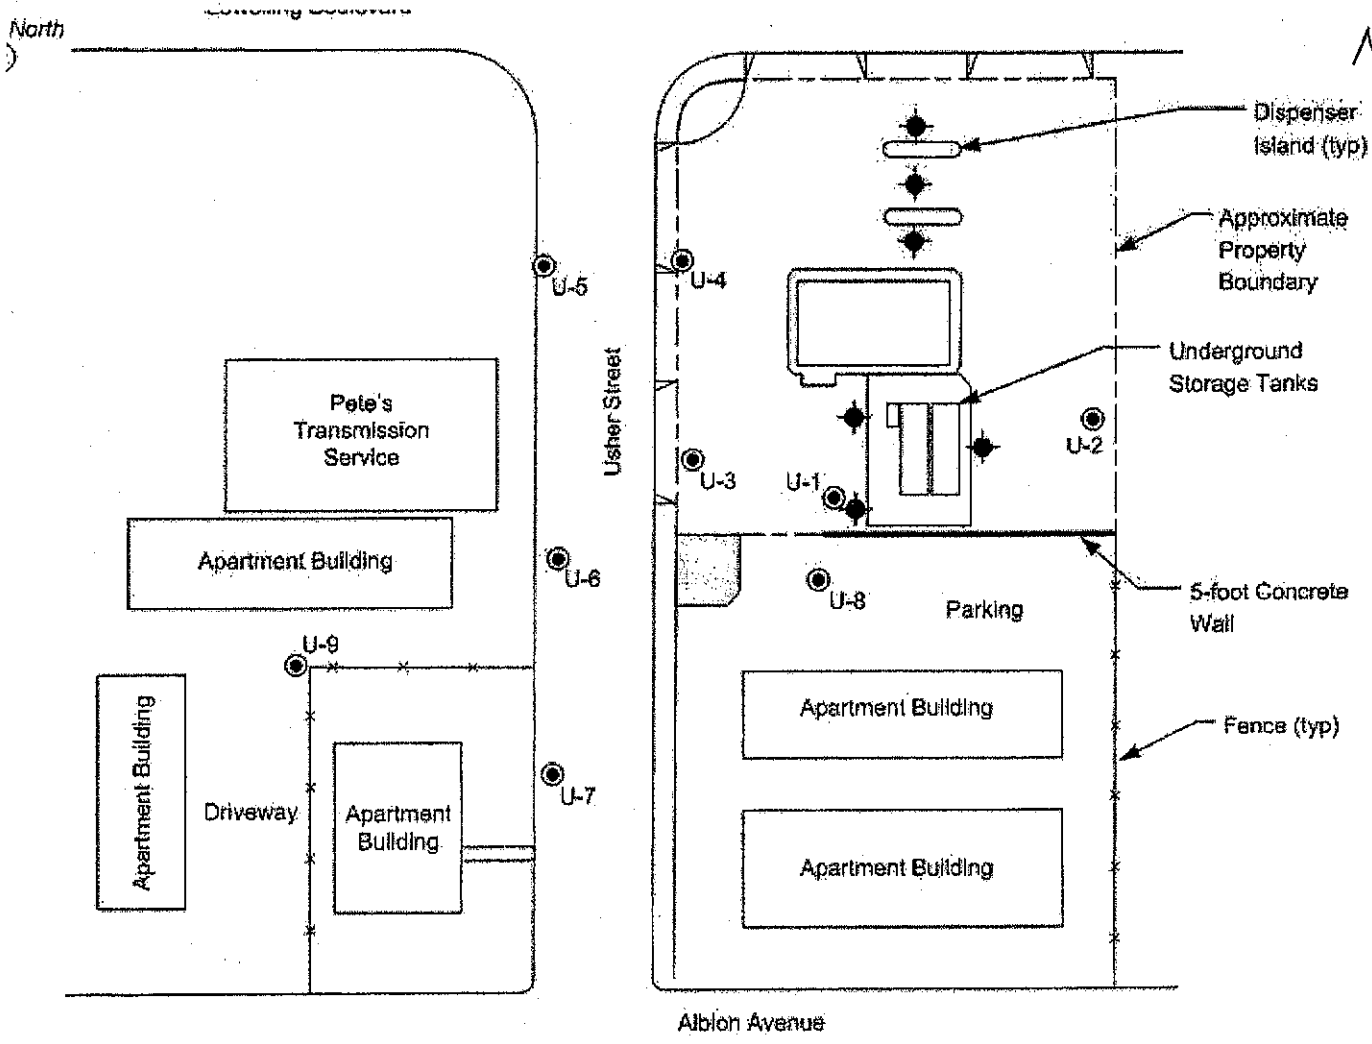 North
Dispenser
Island (typ)
Approximate
Property
Boundary
U-5
U-4
Underground
Storage Tanks
Usher Street
Pete's
Transmission
Service
U-2
U-3
U-1
Apartment Building
U-6
U-8
Parking
5-foot Concrete
Wall
U-9
Apartment Building
Fence (typ)
Apartment Building
U-7
Driveway
Apartment
Building
Apartment Building
Albion Avenue